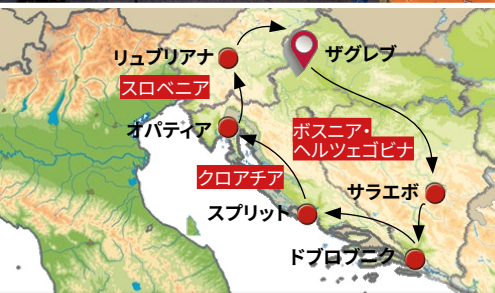 リュブリアナ
ザグレブ
スロベニア
オパティア
ボスニア・
ヘルツェゴビナ
クロアチア
サラエボ
スプリット
ドブロブニク